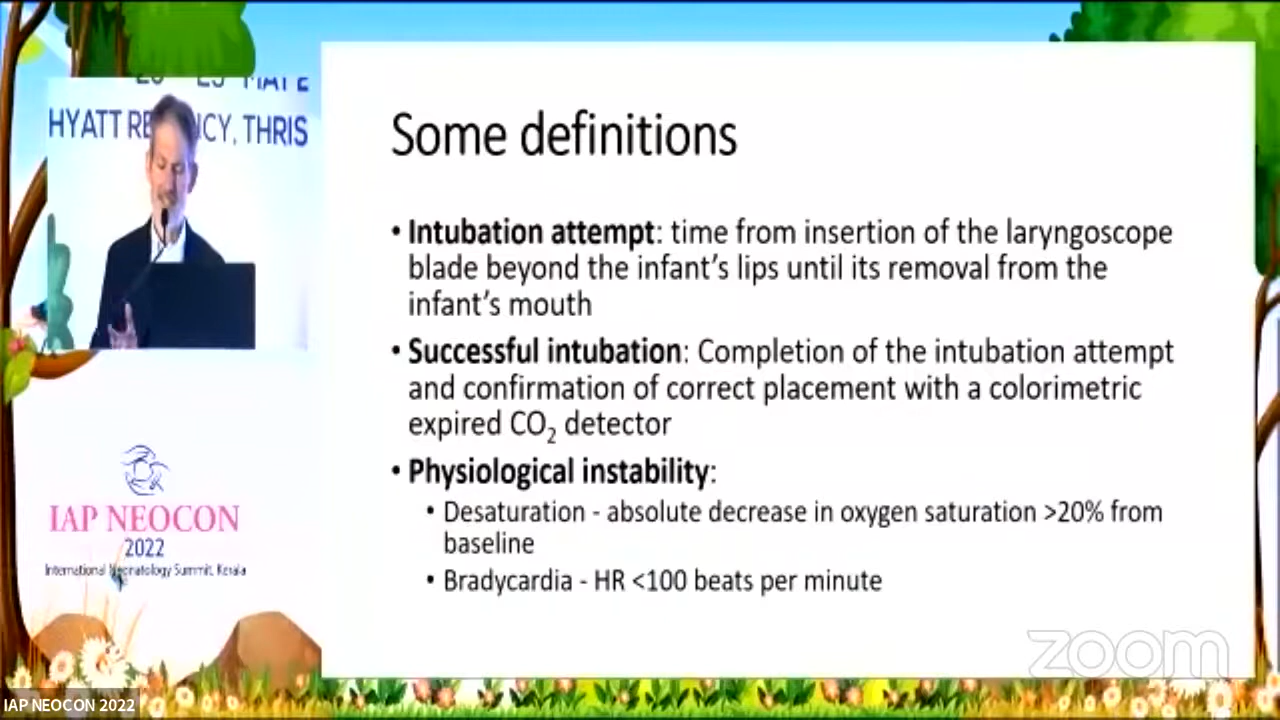 HYATT RE NCY, THRIS
Some definitions
• Intubation attempt: time from insertion of the laryngoscope
blade beyond the infant's lips until its removal from the
infant's mouth
• Successful intubation: Completion of the intubation attempt
and confirmation of correct placement with a colorimetric
expired CO₂ detector
• Physiological instability:
• Desaturation - absolute decrease in oxygen saturation >20% from
baseline
• Bradycardia - HR <100 beats per minute
IAP NEOCON
2022
International Neonatology Summit, Kerala
zoom
IAP NEOCON 2022